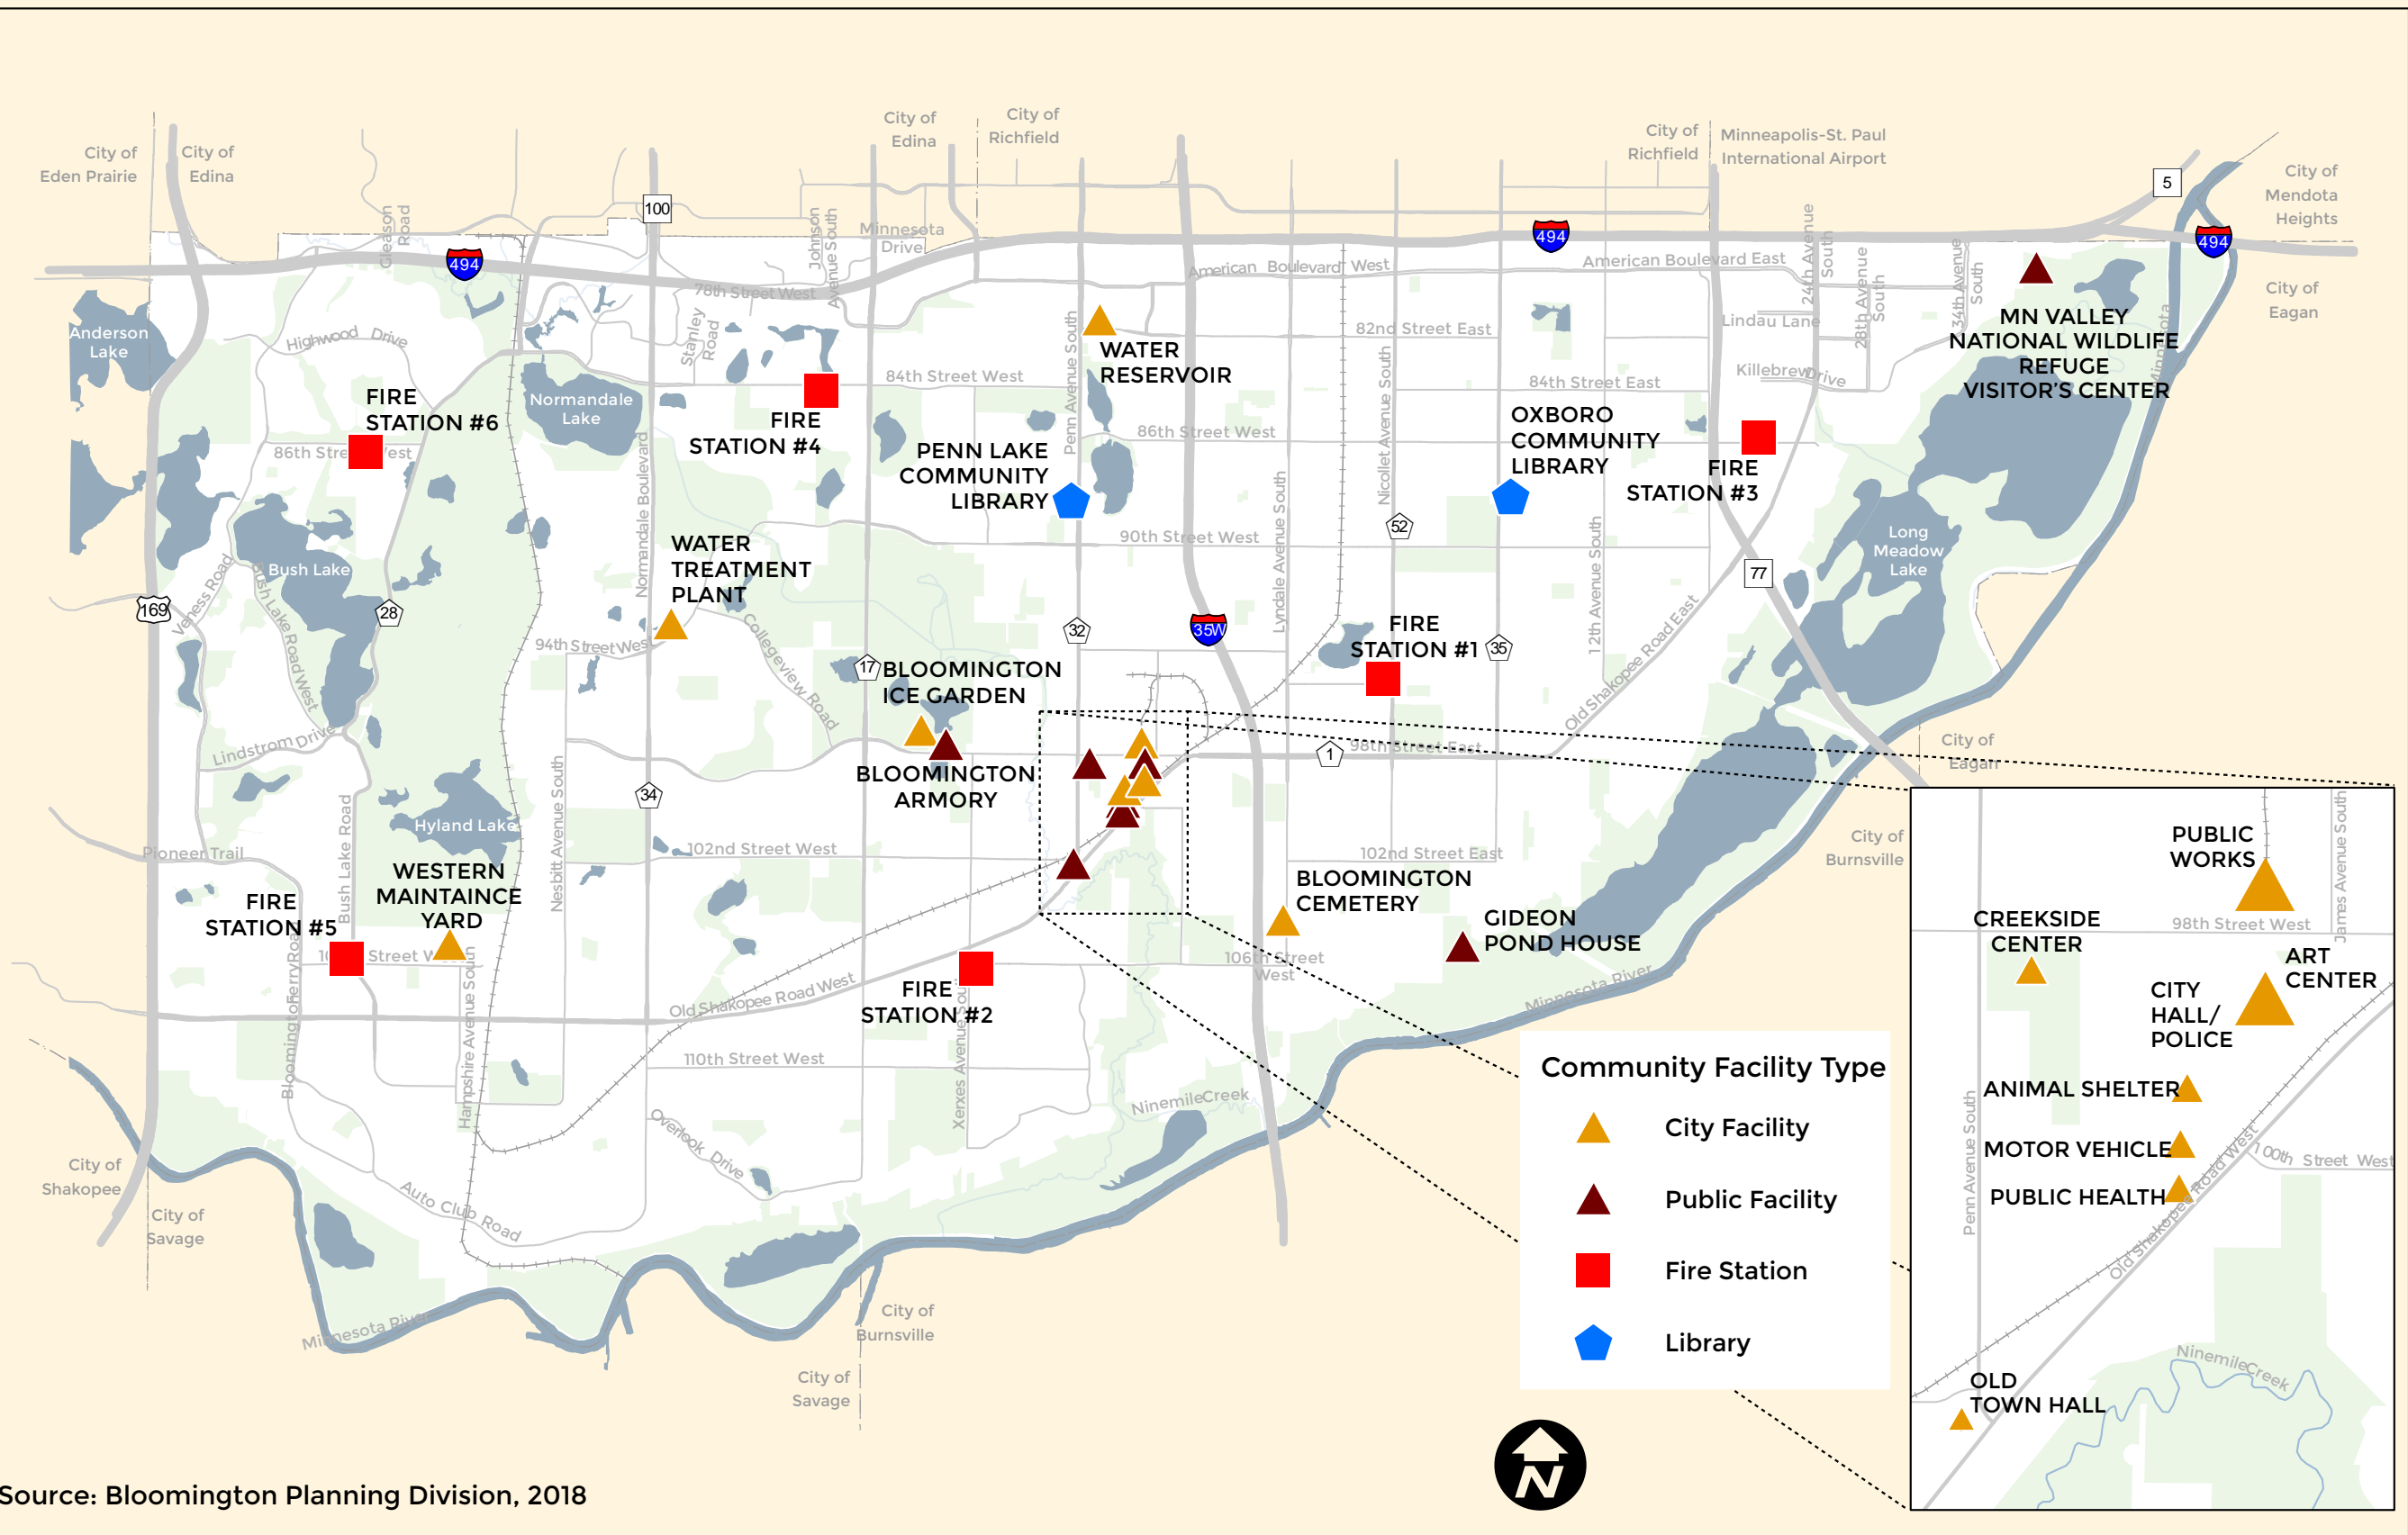 City of
Eden Prairie
City of
Edina
City of
Edina
City of
Richfield
City of
Richfield
Minneapolis-St. Paul
International Airport
City of
Mendota
Heights
City of
Eagan
5
100
494
494
494
Gleason
Road
Johnson
Avenue South
Minnesota
Drive
American Boulevard West
American Boulevard East
24th Avenue
South
28th Avenue
South
34th Avenue
South
78th Street West
Anderson
Lake
Highwood Drive
Stanley
Road
Penn Avenue South
WATER
RESERVOIR
82nd Street East
Lindau Lane
MN VALLEY
NATIONAL WILDLIFE
REFUGE
VISITOR'S CENTER
Minnesota
FIRE
STATION #6
Normandale
Lake
84th Street West
84th Street East
Killebrew Drive
FIRE
STATION #4
Nicollet Avenue South
OXBORO
COMMUNITY
LIBRARY
86th Street West
86th Street West
PENN LAKE
COMMUNITY
LIBRARY
FIRE
STATION #3
Normandale Boulevard
Lyndale Avenue South
52
12th Avenue South
Long
Meadow
Lake
90th Street West
WATER
TREATMENT
PLANT
Bush Lake
77
169
Veness Road
Bush Lake Road West
28
94th Street West
Collegeview Road
32
35W
FIRE
STATION #1
35
Old Shakopee Road East
17
BLOOMINGTON
ICE GARDEN
Lindstrom Drive
98th Street East
1
City of
Eagan
BLOOMINGTON
ARMORY
34
Nesbitt Avenue South
Hyland Lake
Bush Lake Road
Pioneer Trail
102nd Street West
102nd Street East
City of
Burnsville
WESTERN
MAINTAINCE
YARD
FIRE
STATION #5
BLOOMINGTON
CEMETERY
GIDEON
POND HOUSE
106th Street
West
Old Shakopee Road West
FIRE
STATION #2
Minnesota River
Hampshire Avenue South
Xerxes Avenue South
110th Street West
Ninemile Creek
Overlook Drive
Auto Club Road
City of
Shakopee
City of
Savage
Minnesota River
City of
Burnsville
City of
Savage
Community Facility Type
City Facility
Public Facility
Fire Station
Library
N
PUBLIC
WORKS
James Avenue South
98th Street West
CREEKSIDE
CENTER
ART
CENTER
CITY
HALL/
POLICE
ANIMAL SHELTER
MOTOR VEHICLE
PUBLIC HEALTH
Penn Avenue South
100th Street West
Old Shakopee Road West
Ninemile Creek
OLD
TOWN HALL
Source: Bloomington Planning Division, 2018